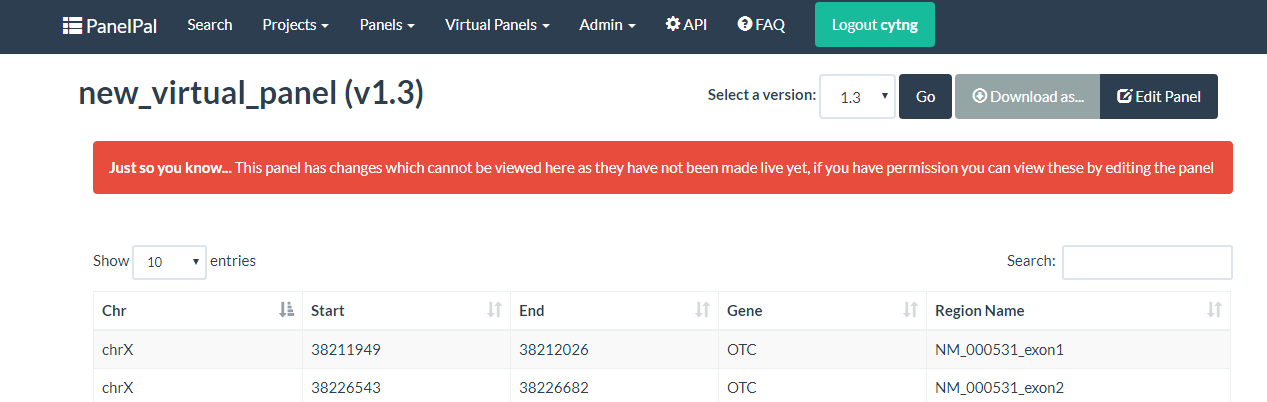 PanelPal Search Projects Panels Virtual Panels Admin API FAQ Logout cytng
new_virtual_panel (v1.3) Select a version: 1.3 Go Download as... Edit Panel
Just so you know... This panel has changes which cannot be viewed here as they have not been made live yet, if you have permission you can view these by editing the panel
Show 10 entries Search:
Chr Start End Gene Region Name
chrX 38211949 38212026 OTC NM_000531_exon1
chrX 38226543 38226682 OTC NM_000531_exon2